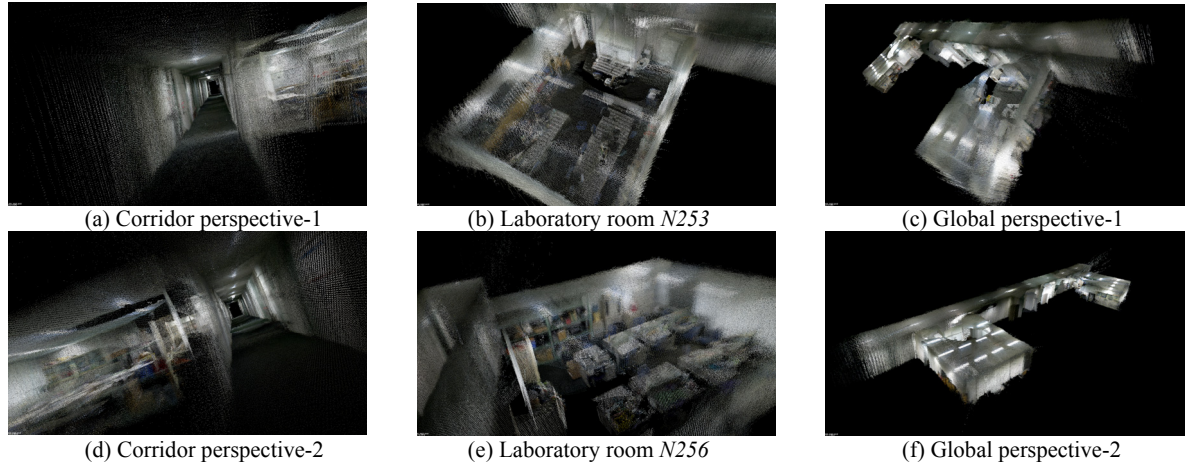 (a) Corridor perspective-1
(b) Laboratory room N253
(c) Global perspective-1
(d) Corridor perspective-2
(e) Laboratory room N256
(f) Global perspective-2